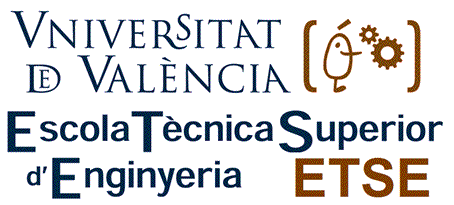 VNIVERSITAT
DE VALÈNCIA
EscolaTècnicaSuperior
d'Enginyeria
ETSE